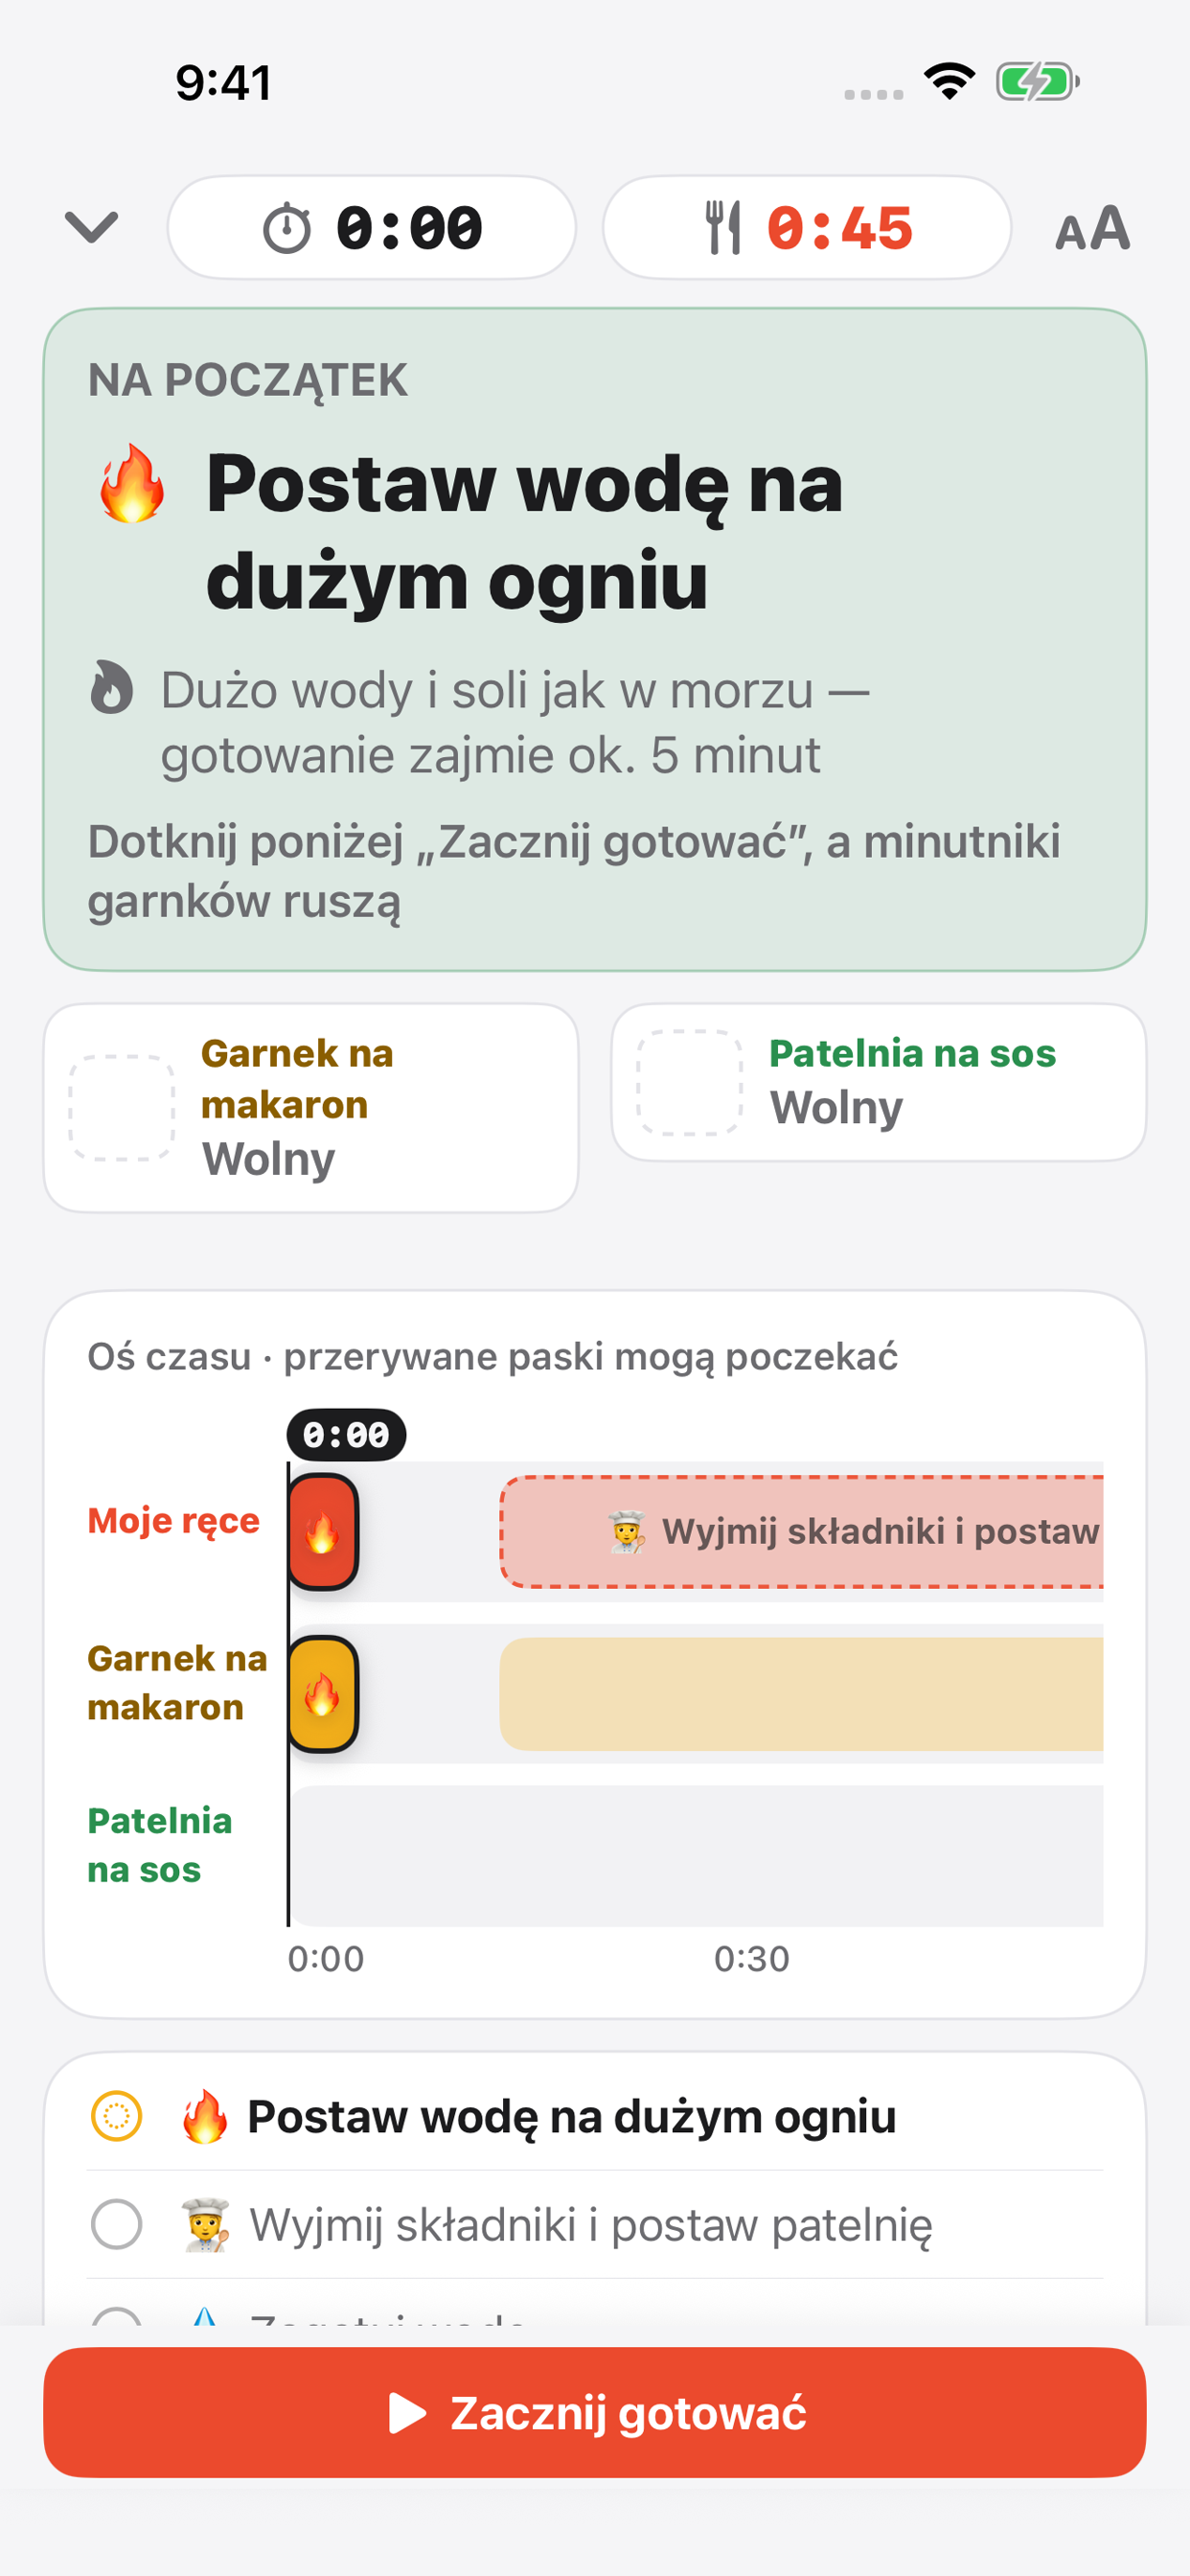 9:41
0:00
0:45
AA
NA POCZĄTEK
Postaw wodę na
dużym ogniu
Dużo wody i soli jak w morzu —
gotowanie zajmie ok. 5 minut
Dotknij poniżej „Zacznij gotować”, a minutniki
garnków ruszą
Garnek na
makaron
Wolny
Patelnia na sos
Wolny
Oś czasu · przerywane paski mogą poczekać
0:00
Moje ręce
Wyjmij składniki i postaw
Garnek na
makaron
Patelnia
na sos
0:00
0:30
Postaw wodę na dużym ogniu
Wyjmij składniki i postaw patelnię
Zacznij gotować